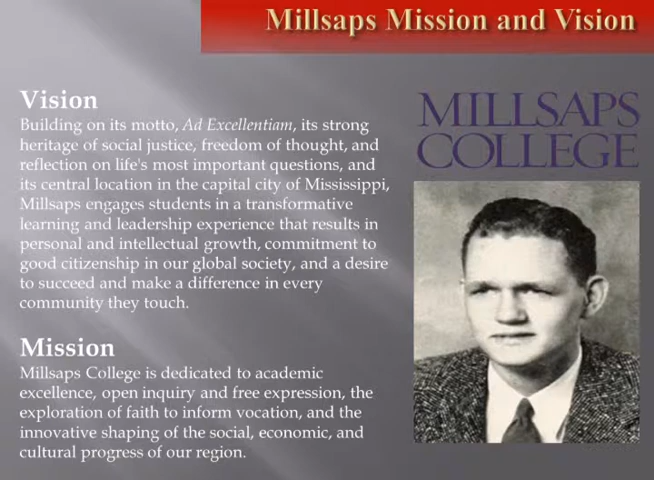 Millsaps Mission and Vision
Vision
Building on its motto, Ad Excellentiam, its strong
heritage of social justice, freedom of thought, and
reflection on life's most important questions, and
its central location in the capital city of Mississippi,
Millsaps engages students in a transformative
learning and leadership experience that results in
personal and intellectual growth, commitment to
good citizenship in our global society, and a desire
to succeed and make a difference in every
community they touch.
Mission
Millsaps College is dedicated to academic
excellence, open inquiry and free expression, the
exploration of faith to inform vocation, and the
innovative shaping of the social, economic, and
cultural progress of our region.
MILLSAPS
COLLEGE